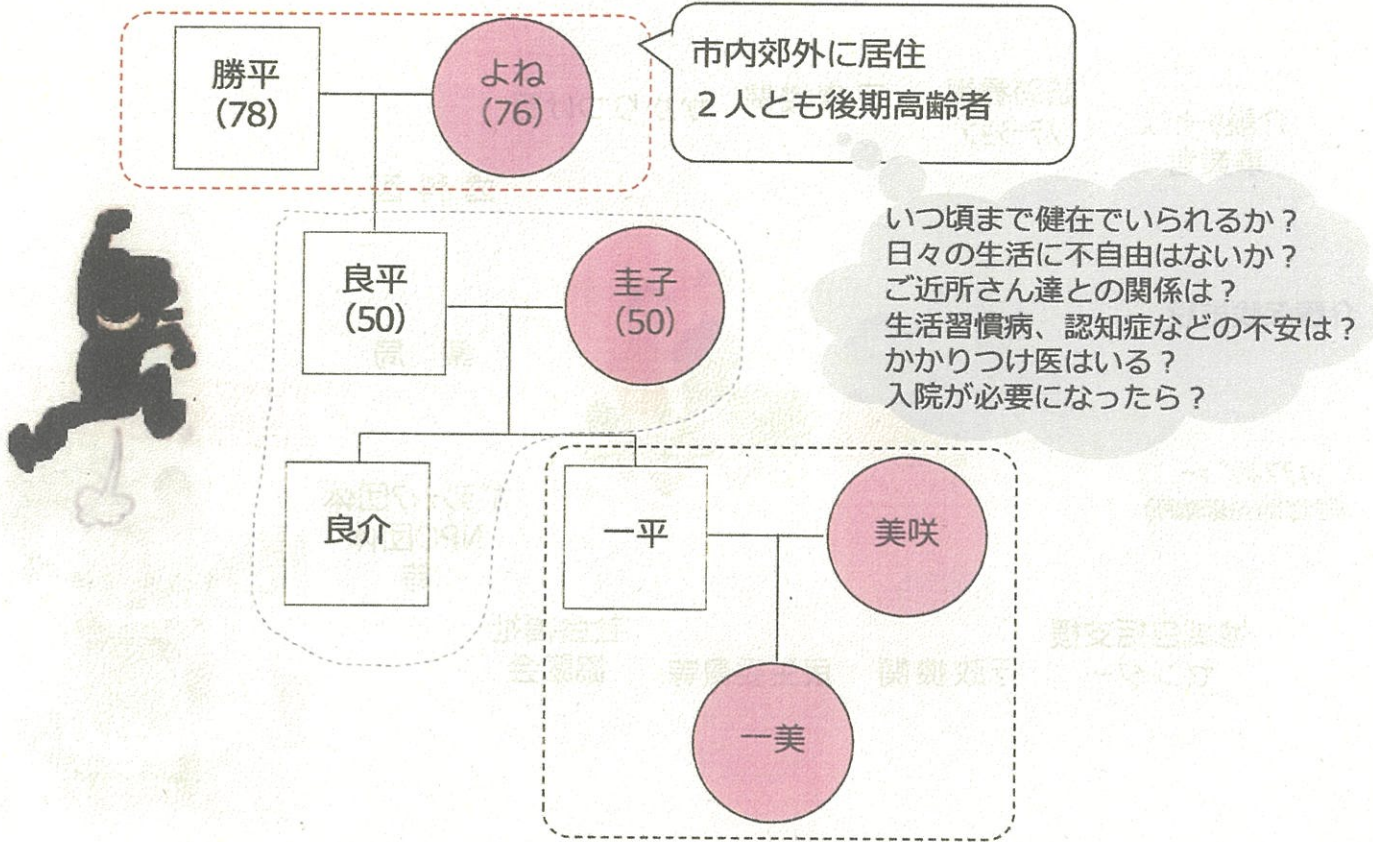 勝平
(78)
よね
(76)
市内郊外に居住
2人とも後期高齢者
いつ頃まで健在でいられるか？
日々の生活に不自由はないか？
ご近所さん達との関係は？
生活習慣病、認知症などの不安は？
かかりつけ医はいる？
入院が必要になったら？
良平
(50)
圭子
(50)
良介
一平
美咲
一美